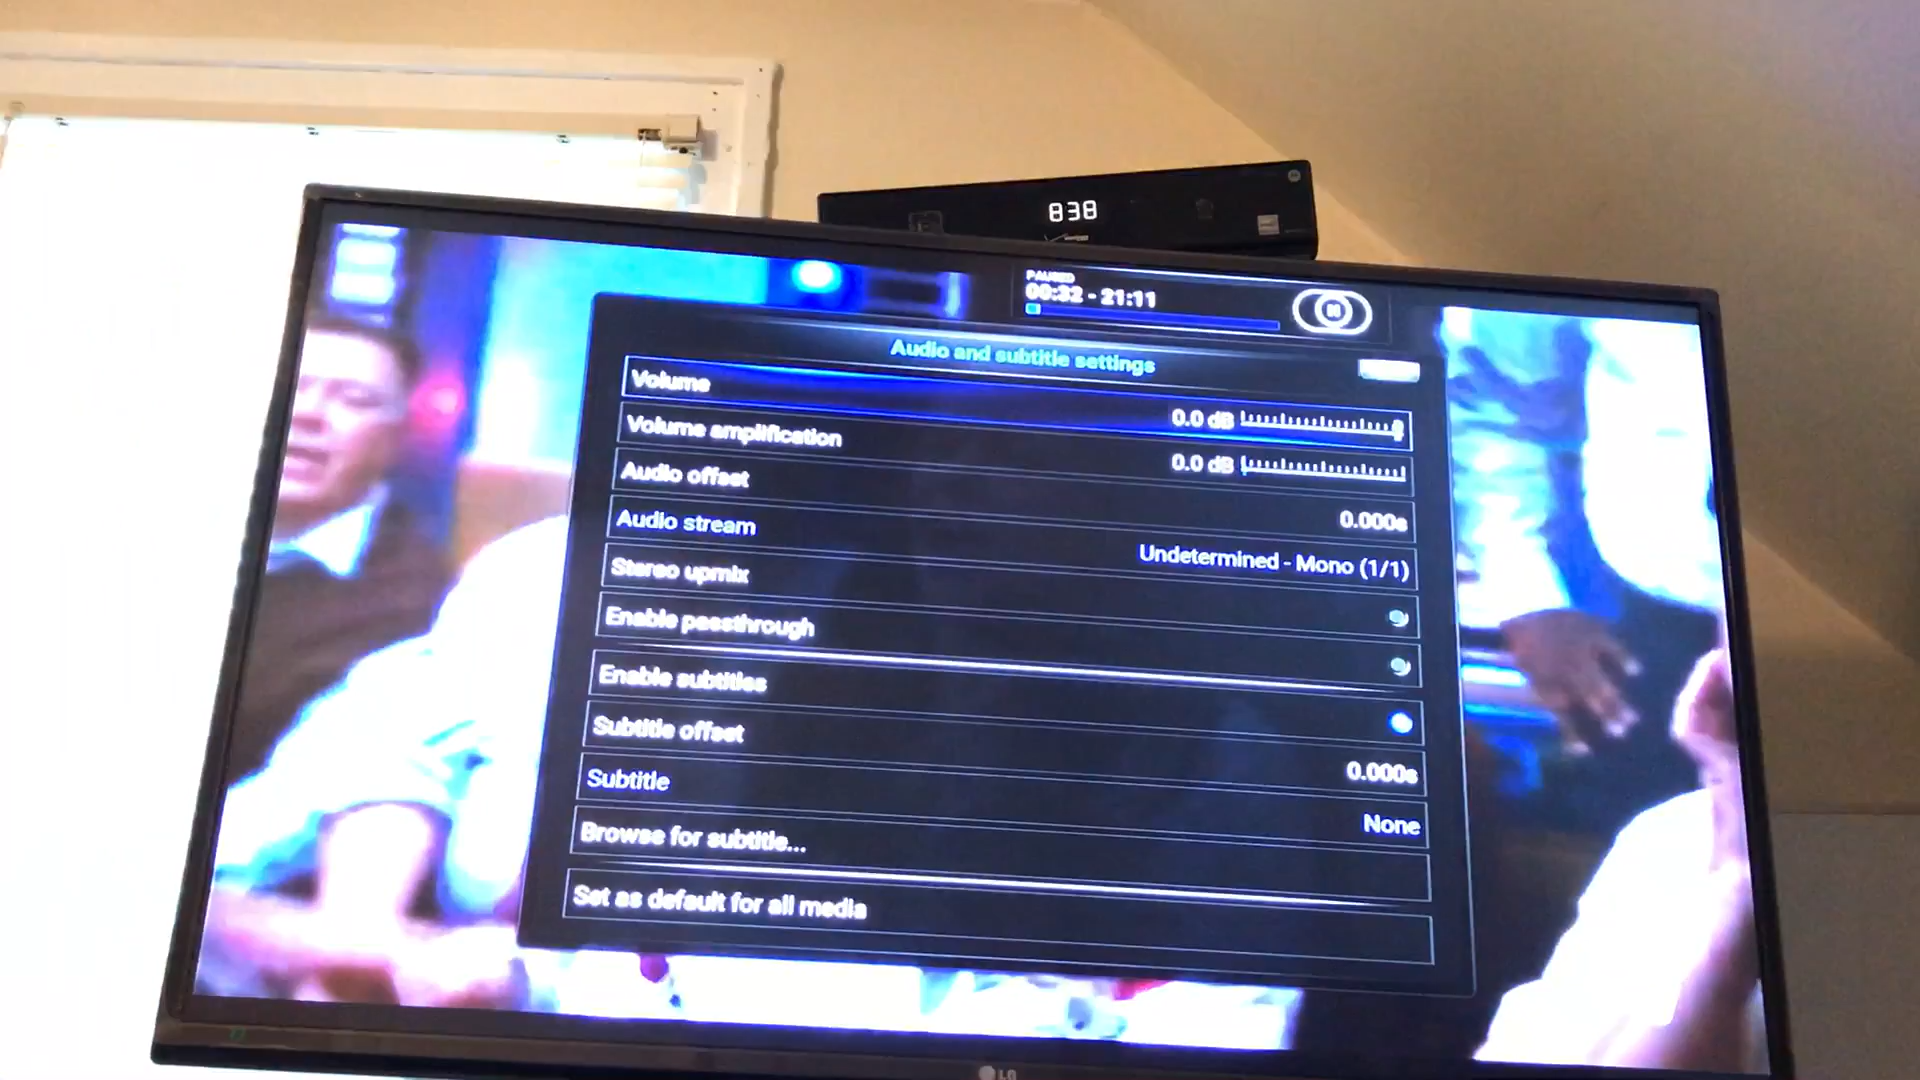 838
PAUSED
00:32 - 21:11
Audio and subtitle settings
Volume
0.0 dB
Volume amplification
0.0 dB
Audio offset
0.000s
Audio stream
Undetermined - Mono (1/1)
Stereo upmix
Enable passthrough
Enable subtitles
Subtitle offset
0.000s
Subtitle
None
Browse for subtitle...
Set as default for all media
LG